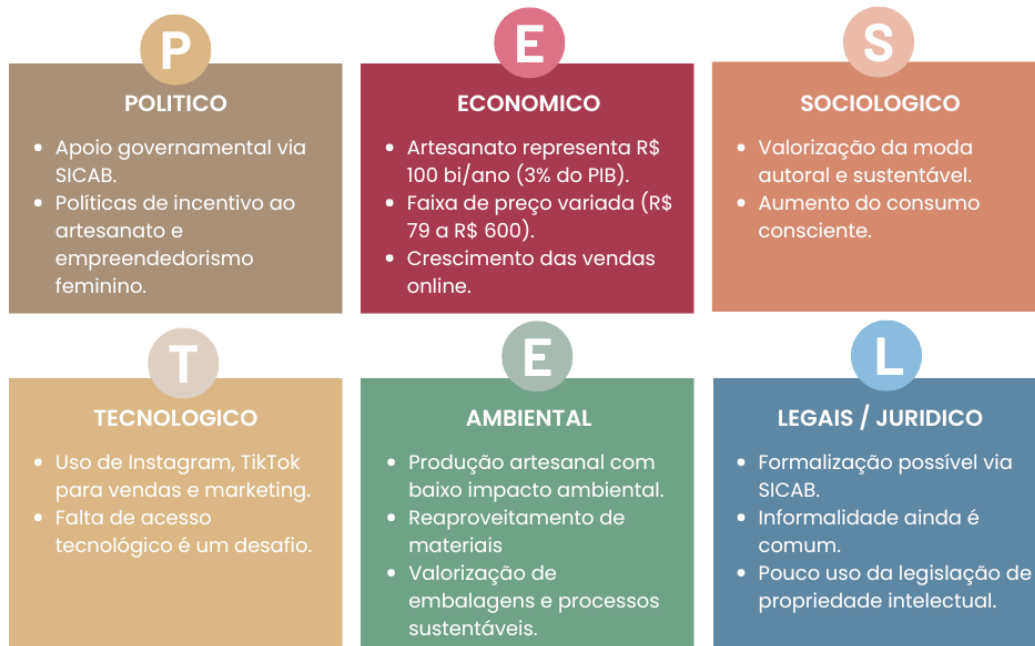 P
POLITICO
• Apoio governamental via
SICAB.
• Políticas de incentivo ao
artesanato e
empreendedorismo
feminino.
E
ECONOMICO
• Artesanato representa R$
100 bi/ano (3% do PIB).
• Faixa de preço variada (R$
79 a R$ 600).
• Crescimento das vendas
online.
S
SOCIOLOGICO
• Valorização da moda
autoral e sustentável.
• Aumento do consumo
consciente.
T
TECNOLOGICO
• Uso de Instagram, TikTok
para vendas e marketing.
• Falta de acesso
tecnológico é um desafio.
E
AMBIENTAL
• Produção artesanal com
baixo impacto ambiental.
• Reaproveitamento de
materiais
• Valorização de
embalagens e processos
sustentáveis.
L
LEGAIS / JURIDICO
• Formalização possível via
SICAB.
• Informalidade ainda é
comum.
• Pouco uso da legislação de
propriedade intelectual.